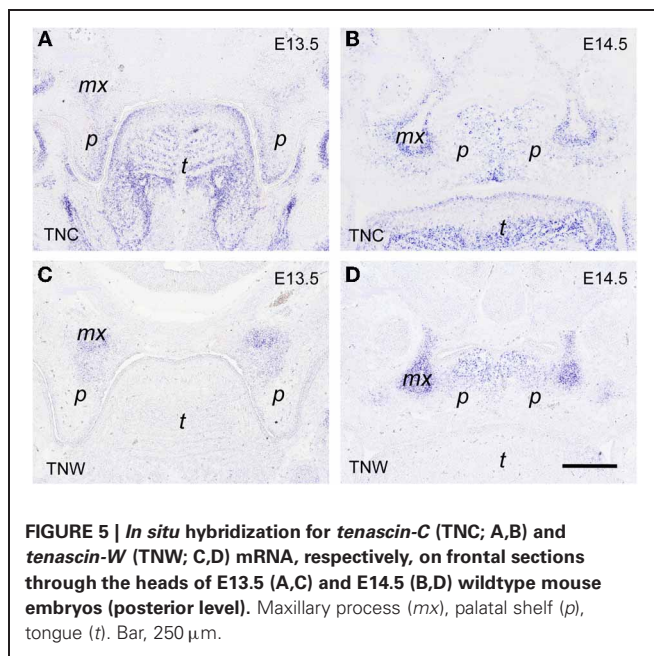 A
E13.5
mx
p
p
t
TNC
B
E14.5
mx
p
p
t
TNC
C
E13.5
mx
p
p
t
TNW
D
E14.5
mx
p
p
t
TNW
FIGURE 5 | In situ hybridization for tenascin-C (TNC; A,B) and
tenascin-W (TNW; C,D) mRNA, respectively, on frontal sections
through the heads of E13.5 (A,C) and E14.5 (B,D) wildtype mouse
embryos (posterior level). Maxillary process (mx), palatal shelf (p),
tongue (t). Bar, 250 μm.